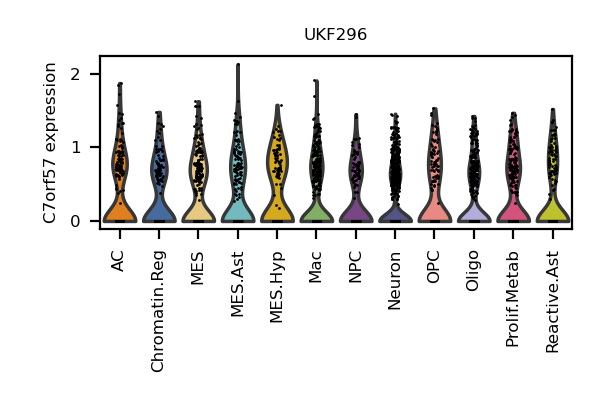 UKF296
C7orf57 expression
2
1
0
AC
Chromatin.Reg
MES
MES.Ast
MES.Hyp
Mac
NPC
Neuron
OPC
Oligo
Prolif.Metab
Reactive.Ast